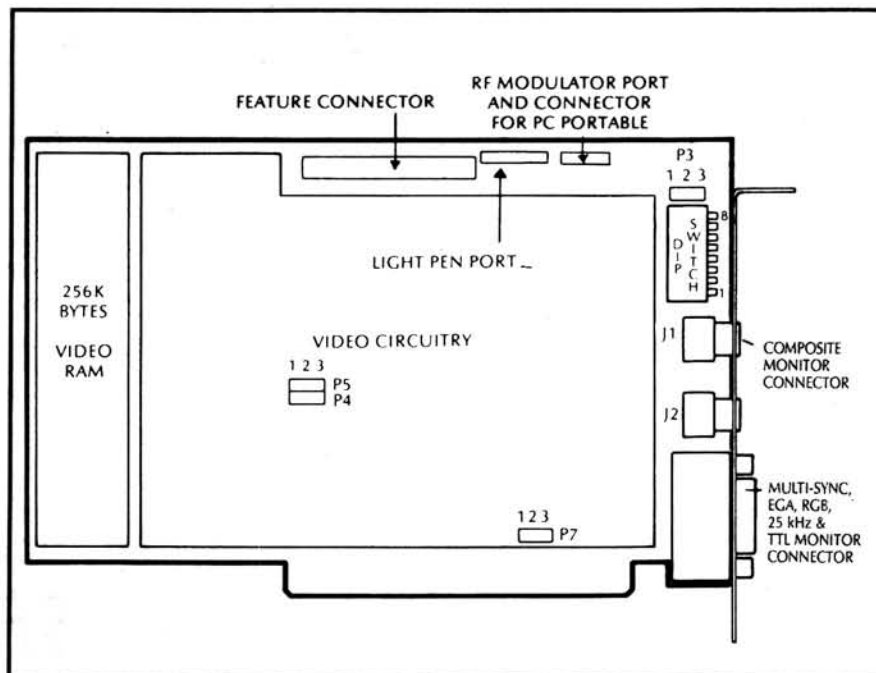 FEATURE CONNECTOR
RF MODULATOR PORT
AND CONNECTOR
FOR PC PORTABLE
P3
1 2 3
8
DIP
SWITCH
1
LIGHT PEN PORT
256K
BYTES
VIDEO
RAM
VIDEO CIRCUITRY
1 2 3
P5
P4
J1
COMPOSITE
MONITOR
CONNECTOR
J2
MULTI-SYNC,
EGA, RGB,
25 kHz &
TTL MONITOR
CONNECTOR
1 2 3
P7